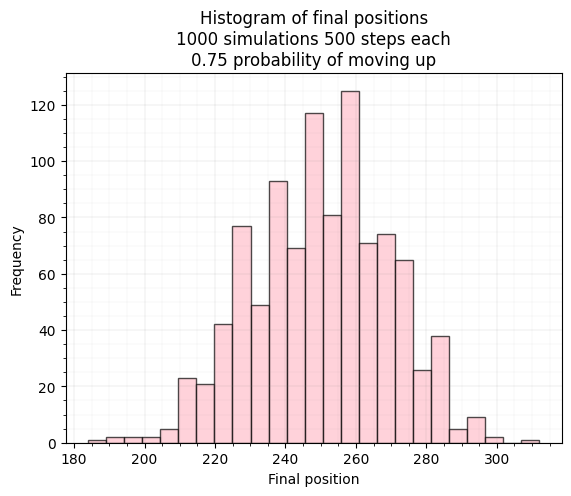 Histogram of final positions
1000 simulations 500 steps each
0.75 probability of moving up
120
100
80
60
40
20
0
Frequency
180 200 220 240 260 280 300
Final position